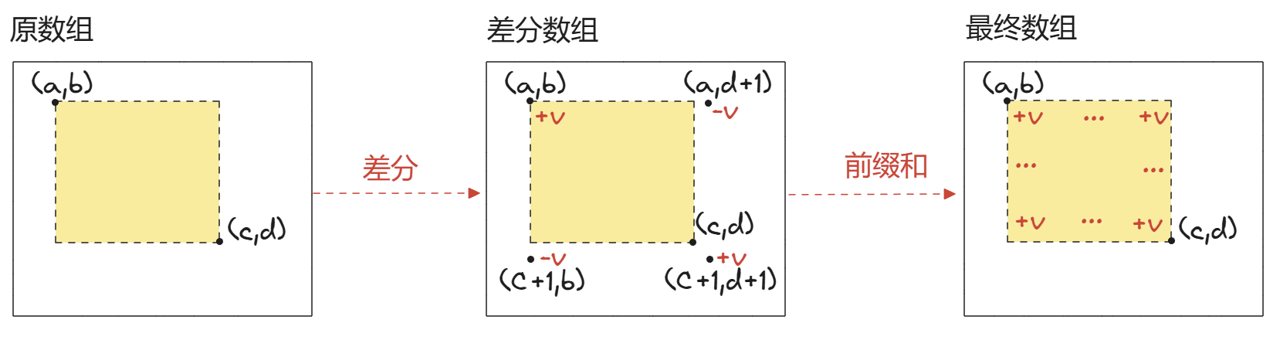 原数组
差分数组
最终数组
(a,b)
(a,b)
(a,d+1)
(a,b)
+v
-v
+v ... +v
差分
前缀和
... ...
(c,d)
(c,d)
+v ... +v
(c,d)
-v
+v
(C+1,b)
(C+1,d+1)